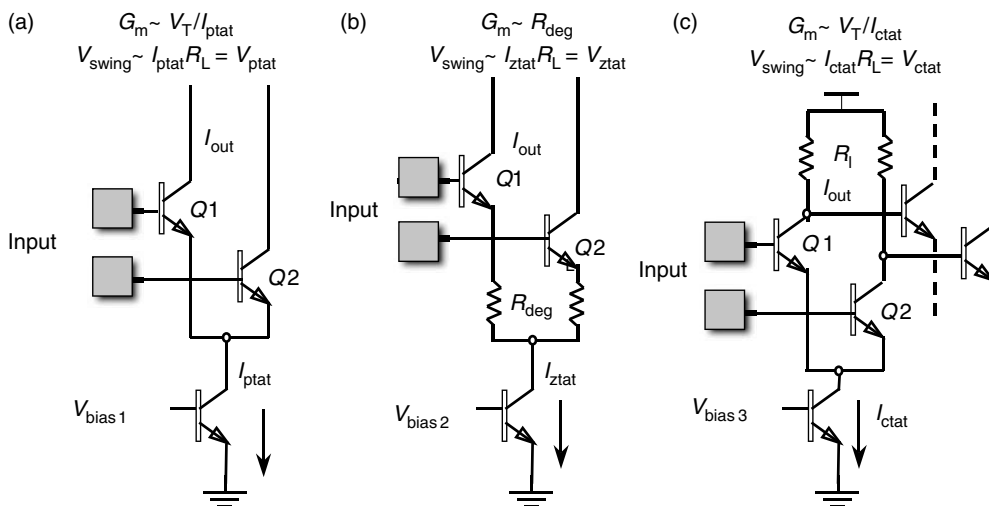 (a)
G_m ~ V_T/I_ptat
V_swing ~ I_ptat R_L = V_ptat
I_out
Q1
Input
Q2
I_ptat
V_bias 1
(b)
G_m ~ R_deg
V_swing ~ I_ztat R_L = V_ztat
I_out
Q1
Input
Q2
R_deg
I_ztat
V_bias 2
(c)
G_m ~ V_T/I_ctat
V_swing ~ I_ctat R_L = V_ctat
R_l
I_out
Q1
Input
Q2
V_bias 3
I_ctat